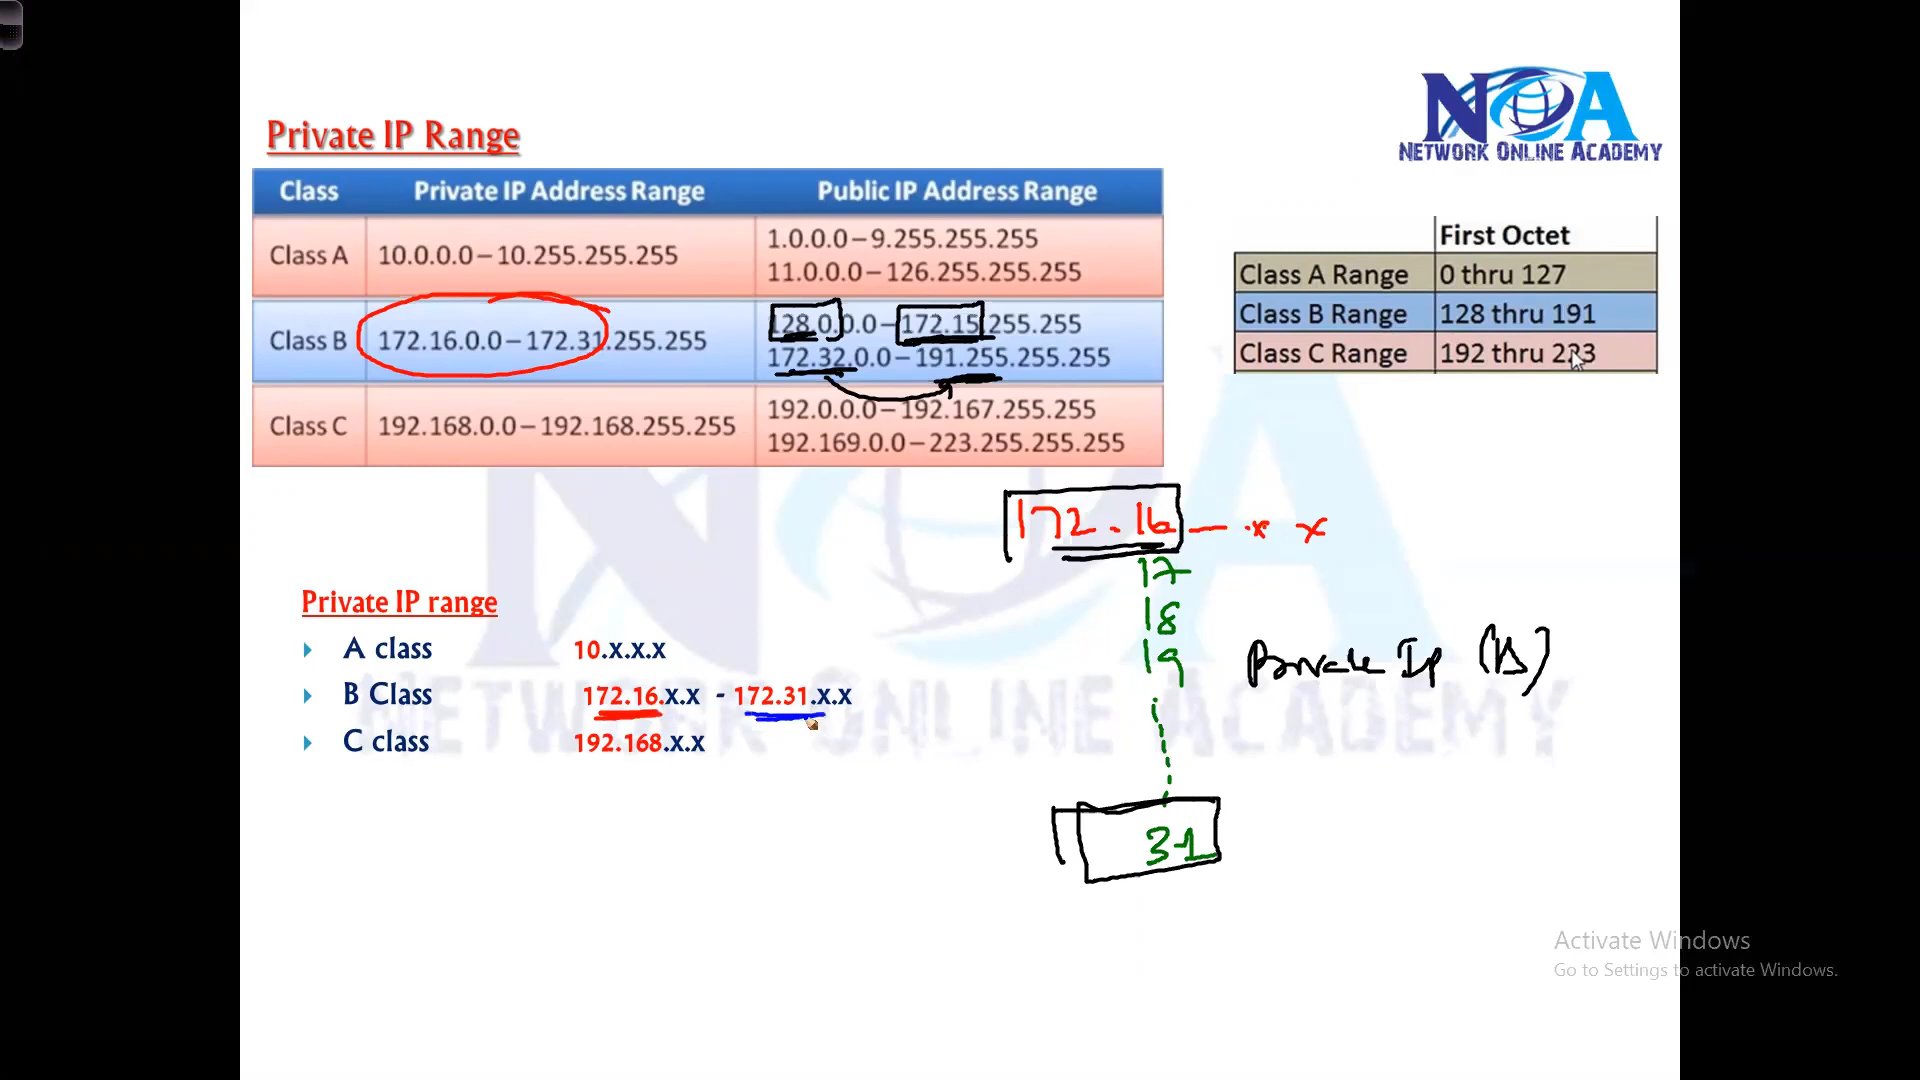 NOA
NETWORK ONLINE ACADEMY
Private IP Range
Class Private IP Address Range Public IP Address Range
Class A 10.0.0.0 – 10.255.255.255 1.0.0.0 – 9.255.255.255
11.0.0.0 – 126.255.255.255
Class B 172.16.0.0 – 172.31.255.255 128.0.0.0 – 172.15.255.255
172.32.0.0 – 191.255.255.255
Class C 192.168.0.0 – 192.168.255.255 192.0.0.0 – 192.167.255.255
192.169.0.0 – 223.255.255.255
First Octet
Class A Range 0 thru 127
Class B Range 128 thru 191
Class C Range 192 thru 223
172.16 — x x
17
18
19
31
Private Ip (B)
Private IP range
A class 10.x.x.x
B Class 172.16.x.x - 172.31.x.x
C class 192.168.x.x
NETWORK ONLINE ACADEMY
Activate Windows
Go to Settings to activate Windows.